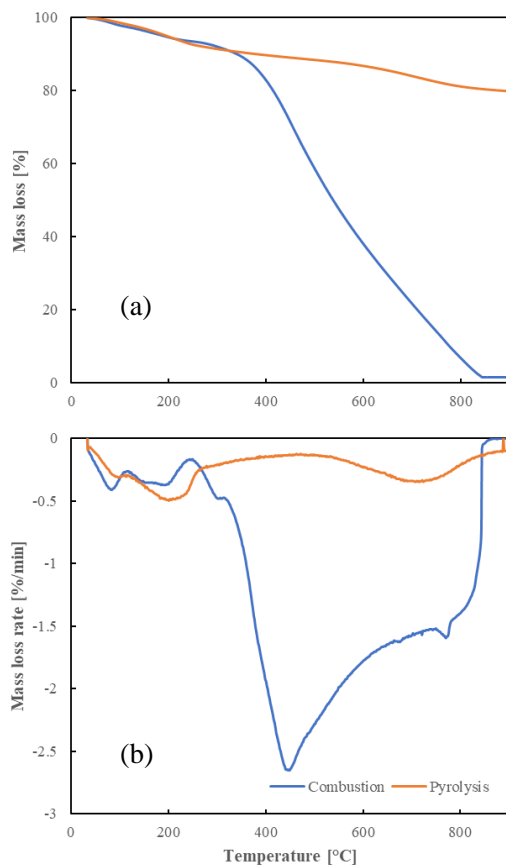 100
80
60
40
20
0
Mass loss [%]
(a)
0 200 400 600 800
0
-0.5
-1
-1.5
-2
-2.5
-3
Mass loss rate [%/min]
(b)
Combustion Pyrolysis
0 200 400 600 800
Temperature [°C]